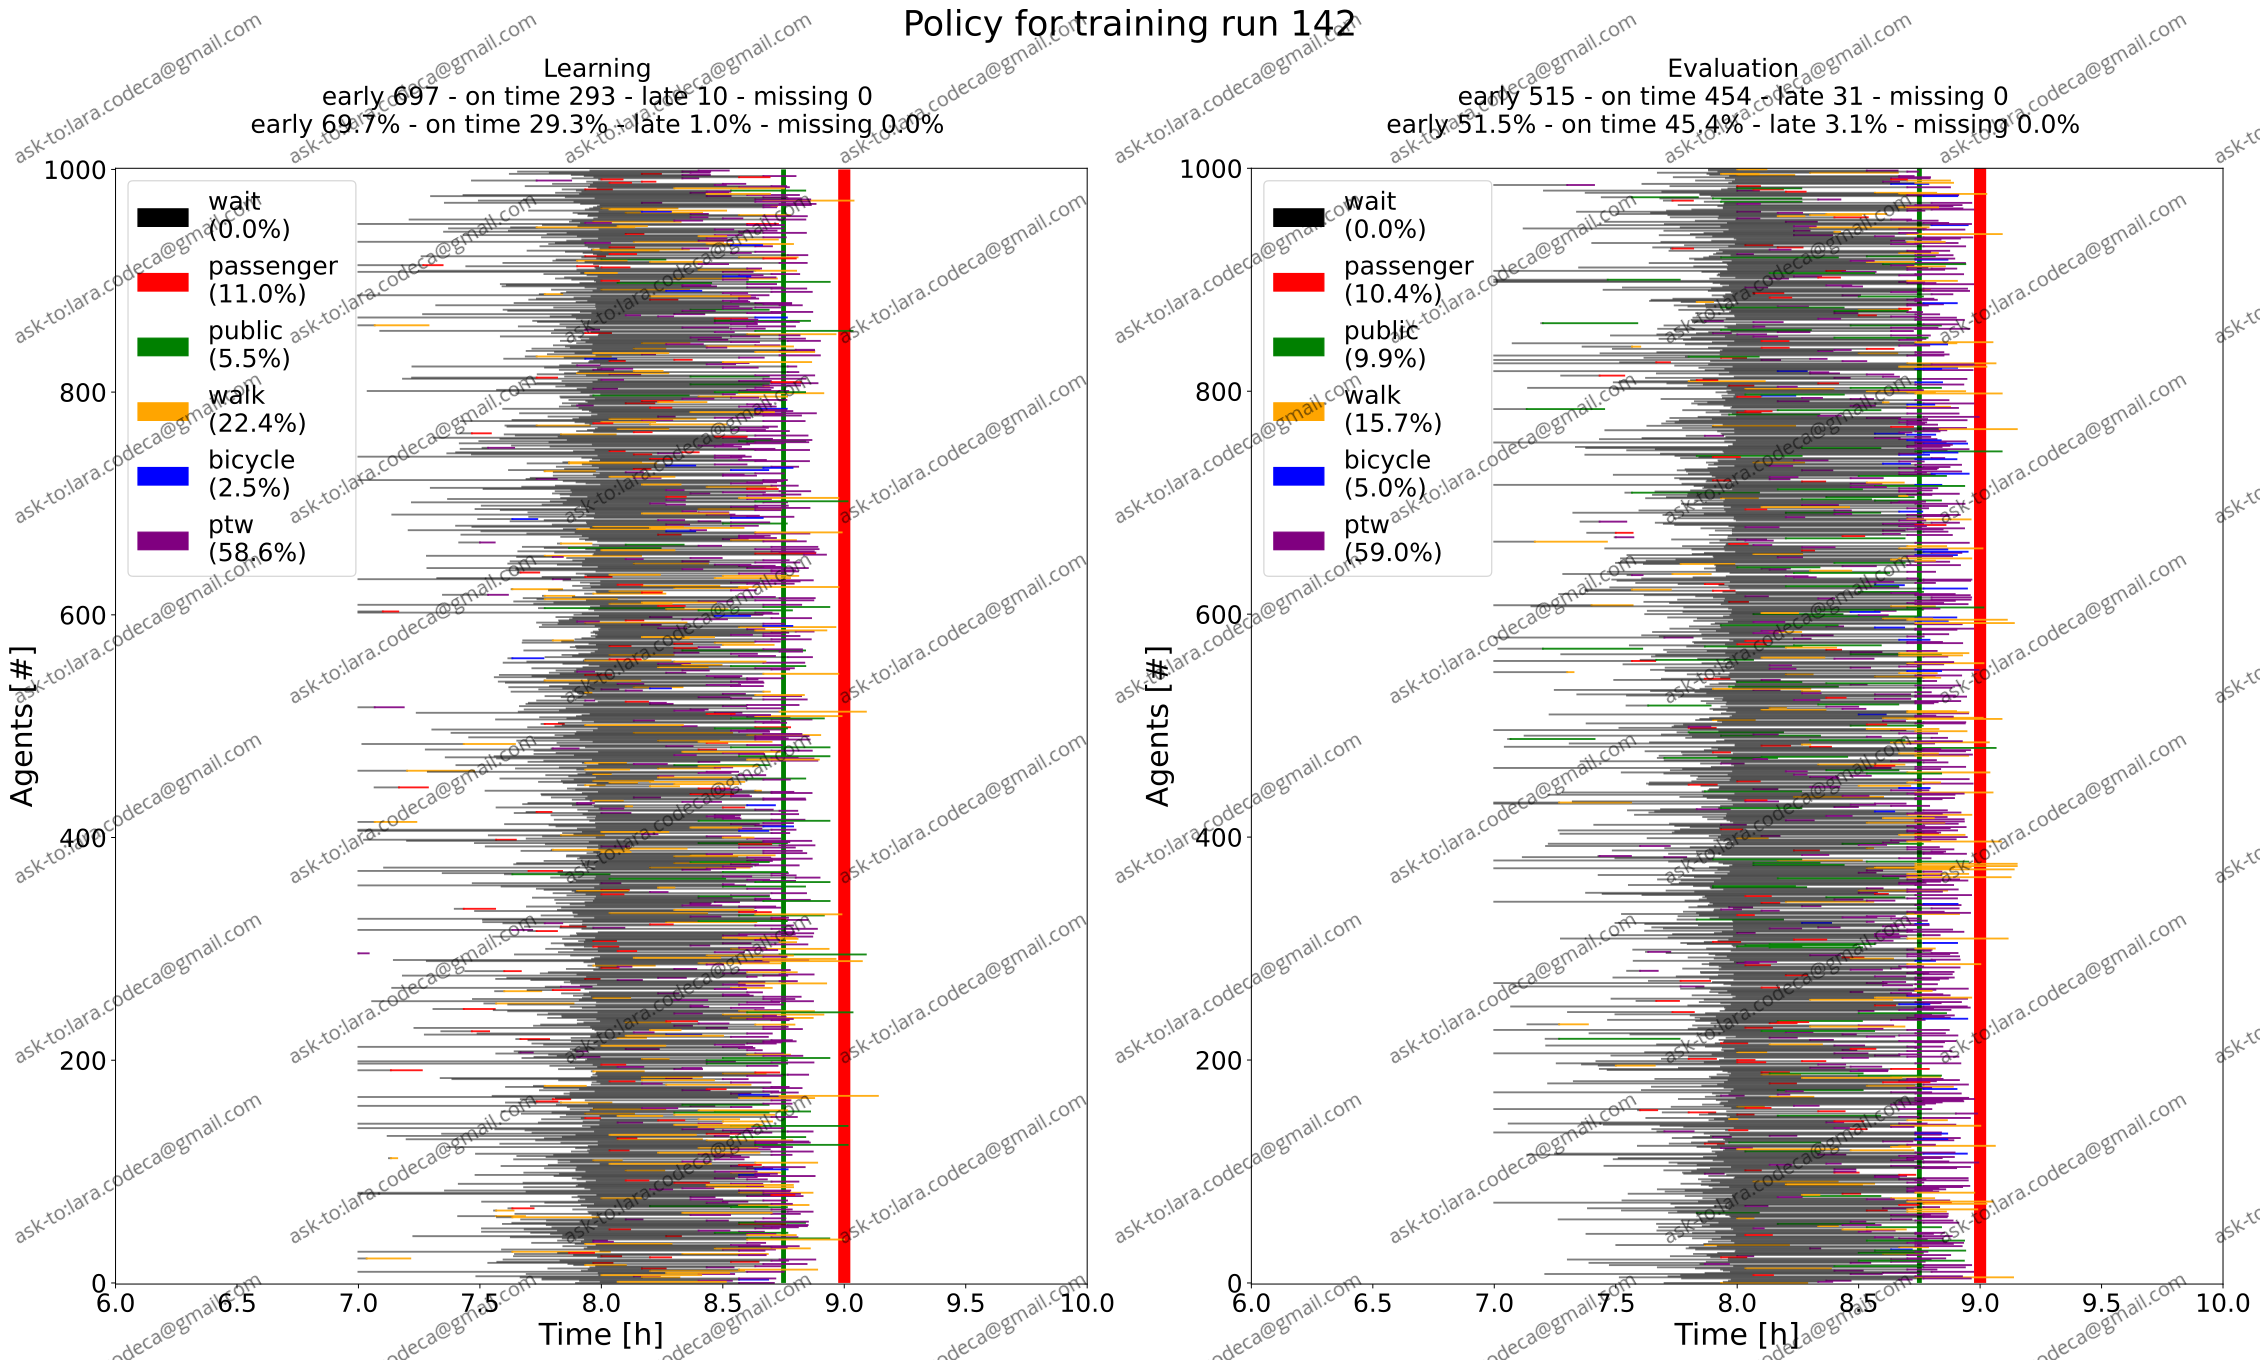 Policy for training run 142
Learning
early 697 - on time 293 - late 10 - missing 0
early 69.7% - on time 29.3% - late 1.0% - missing 0.0%
1000
800
600
400
200
0
Agents [#]
wait
(0.0%)
passenger
(11.0%)
public
(5.5%)
walk
(22.4%)
bicycle
(2.5%)
ptw
(58.6%)
6.0 6.5 7.0 7.5 8.0 8.5 9.0 9.5 10.0
Time [h]
Evaluation
early 515 - on time 454 - late 31 - missing 0
early 51.5% - on time 45.4% - late 3.1% - missing 0.0%
1000
800
600
400
200
0
Agents [#]
wait
(0.0%)
passenger
(10.4%)
public
(9.9%)
walk
(15.7%)
bicycle
(5.0%)
ptw
(59.0%)
6.0 6.5 7.0 7.5 8.0 8.5 9.0 9.5 10.0
Time [h]
ask-to:lara.codeca@gmail.com